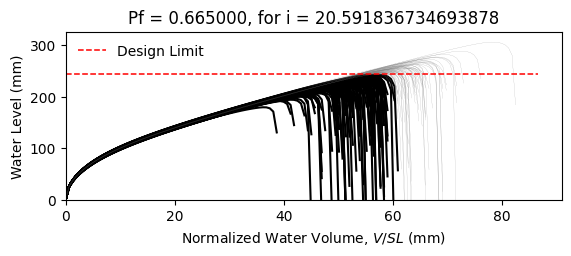 Pf = 0.665000, for i = 20.591836734693878
Design Limit
Water Level (mm)
300
200
100
0
0 20 40 60 80
Normalized Water Volume, V/SL (mm)